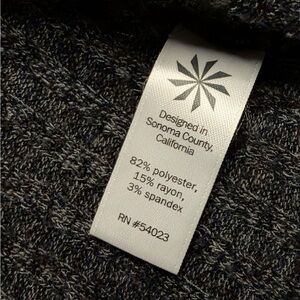 Designed in
Sonoma County,
California
82% polyester,
15% rayon,
3% spandex
RN #54023